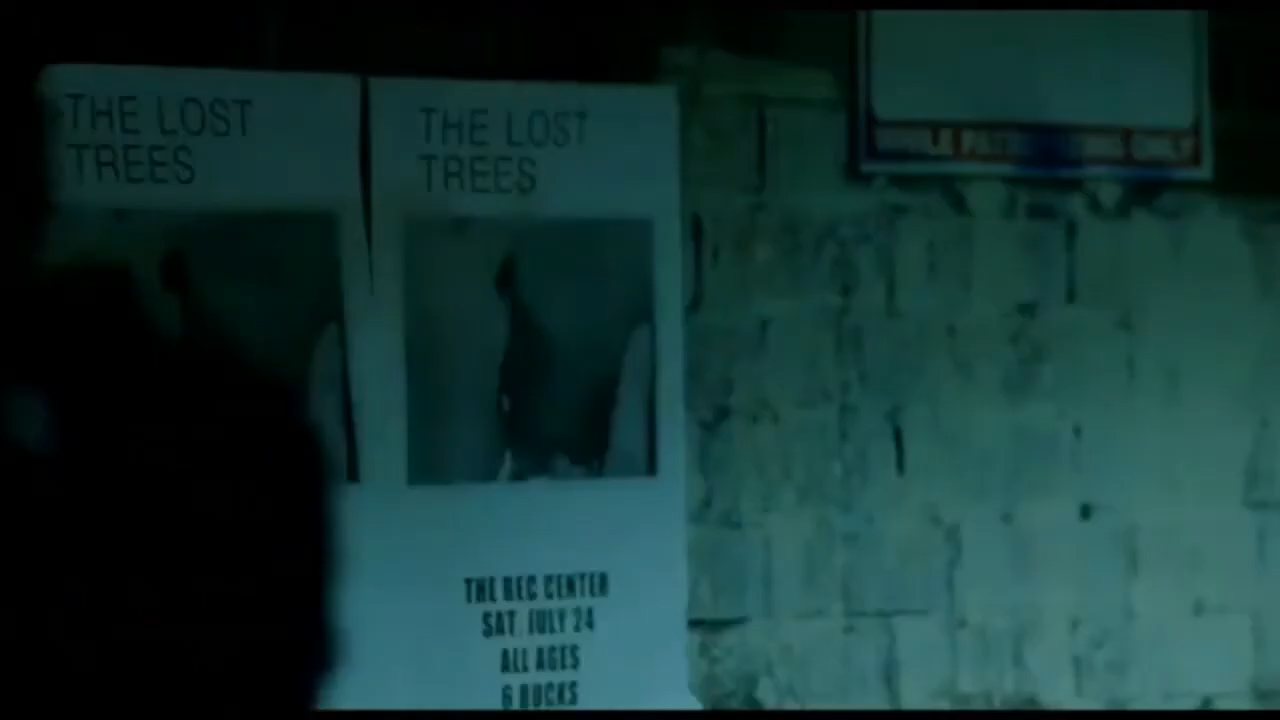 THE LOST
TREES
THE LOST
TREES
THE REC CENTER
SAT. JULY 24
ALL AGES
6 BUCKS